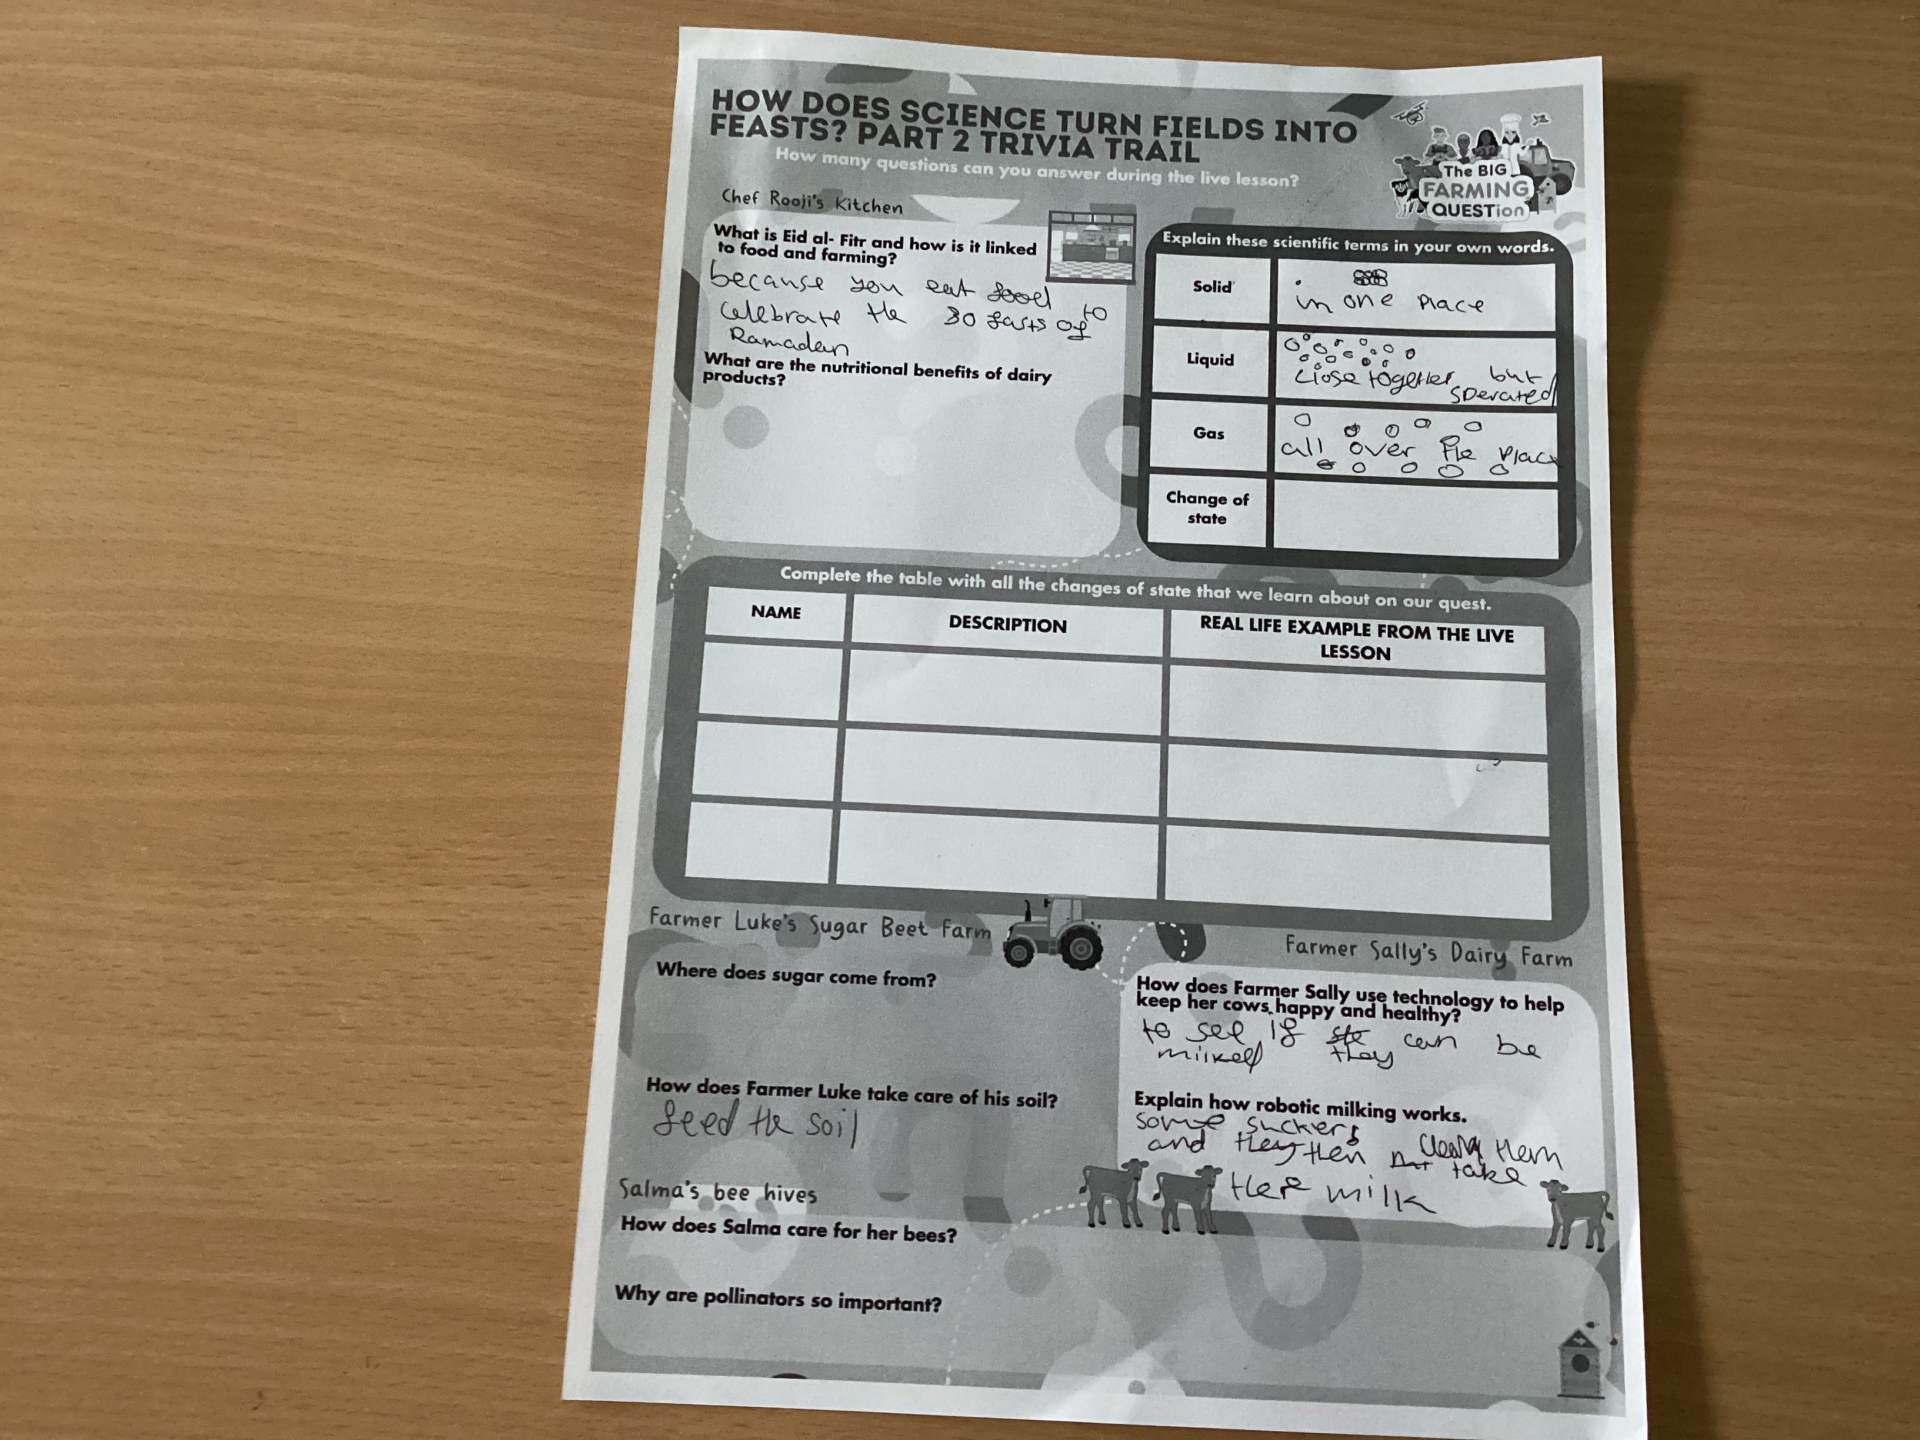 HOW DOES SCIENCE TURN FIELDS INTO
FEASTS? PART 2 TRIVIA TRAIL
How many questions can you answer during the live lesson?
The BIG
FARMING
QUESTion
Chef Rooji's Kitchen
What is Eid al- Fitr and how is it linked
to food and farming?
because you eat food to
celebrate the 30 fasts of
Ramadan
What are the nutritional benefits of dairy
products?
Explain these scientific terms in your own words.
Solid
in one place
Liquid
close together but
sperated
Gas
all over the place
Change of
state
Complete the table with all the changes of state that we learn about on our quest.
NAME
DESCRIPTION
REAL LIFE EXAMPLE FROM THE LIVE
LESSON
Farmer Luke's Sugar Beet Farm
Where does sugar come from?
How does Farmer Luke take care of his soil?
feed the soil
Farmer Sally's Dairy Farm
How does Farmer Sally use technology to help
keep her cows happy and healthy?
to see if they can be
milked
Explain how robotic milking works.
some suckers
and they then take
them
there milk
Salma's bee hives
How does Salma care for her bees?
Why are pollinators so important?